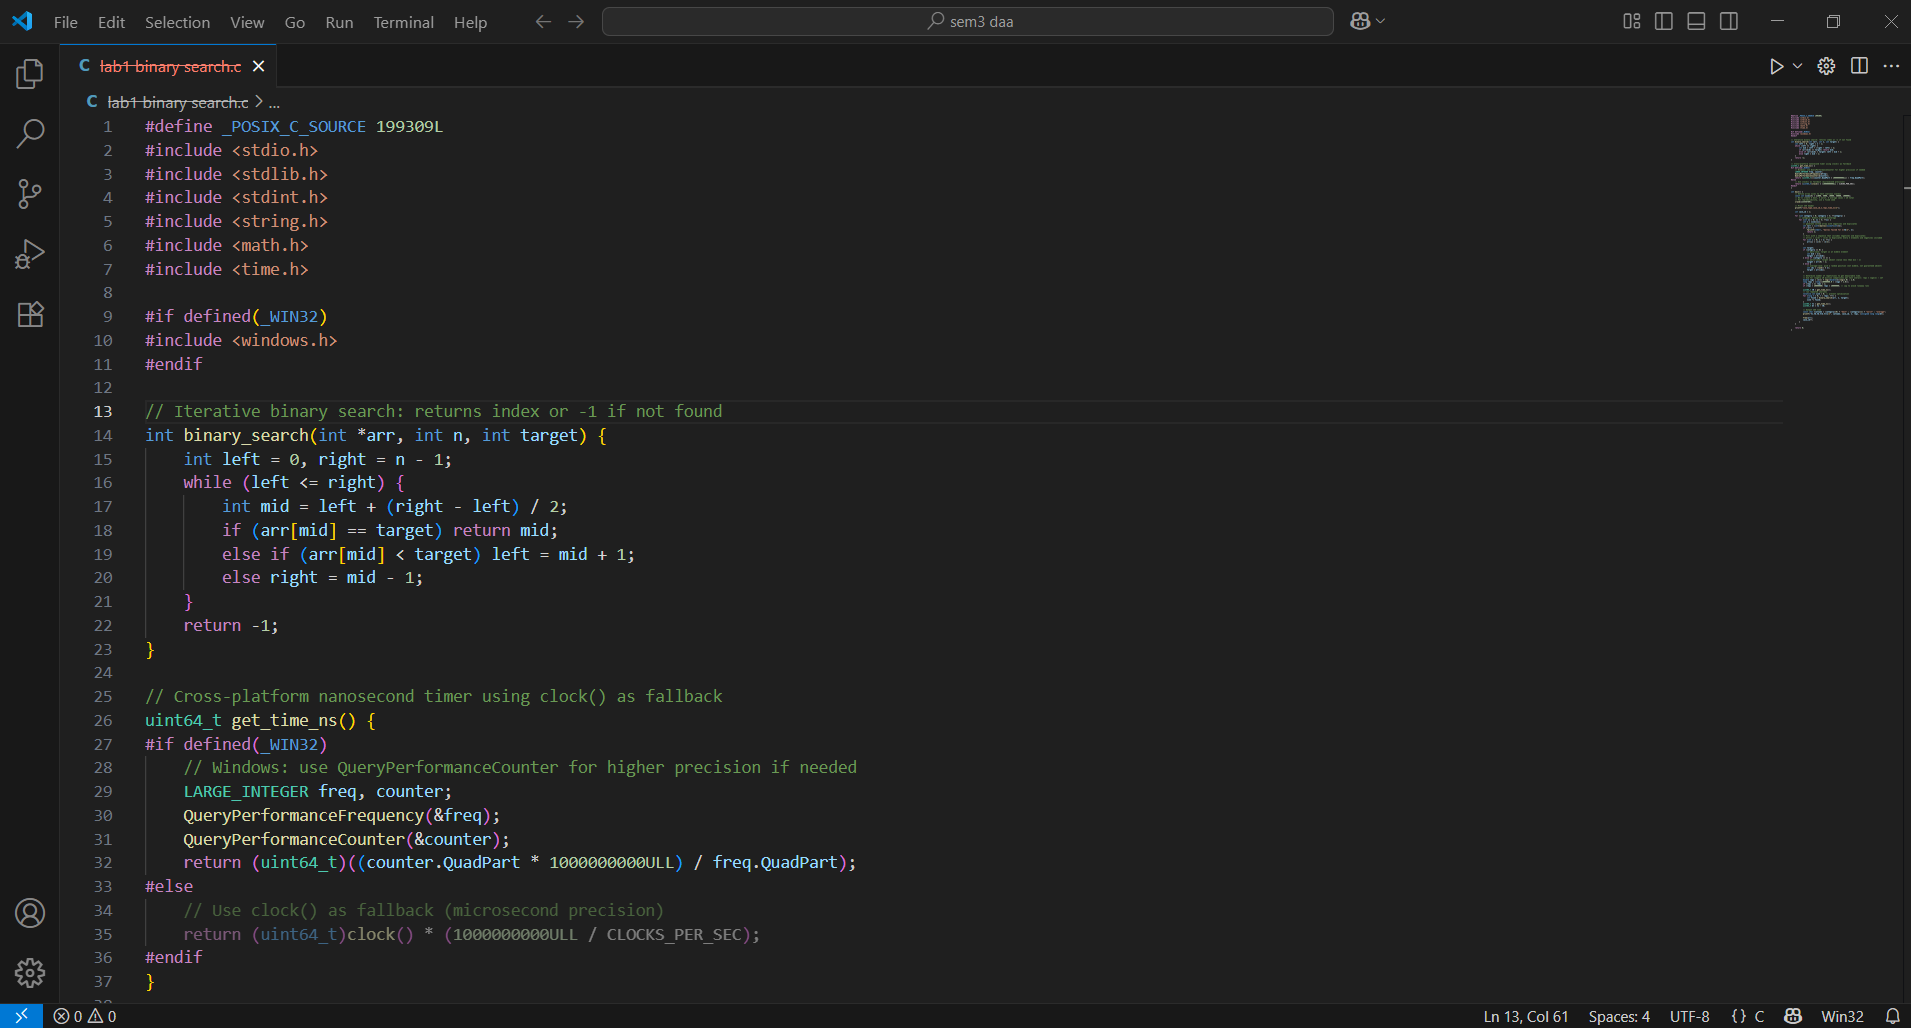 File Edit Selection View Go Run Terminal Help sem3 daa
C lab1 binary search.c
C lab1 binary search.c > ...
1 #define _POSIX_C_SOURCE 199309L
2 #include <stdio.h>
3 #include <stdlib.h>
4 #include <stdint.h>
5 #include <string.h>
6 #include <math.h>
7 #include <time.h>
8
9 #if defined(_WIN32)
10 #include <windows.h>
11 #endif
12
13 // Iterative binary search: returns index or -1 if not found
14 int binary_search(int *arr, int n, int target) {
15     int left = 0, right = n - 1;
16     while (left <= right) {
17         int mid = left + (right - left) / 2;
18         if (arr[mid] == target) return mid;
19         else if (arr[mid] < target) left = mid + 1;
20         else right = mid - 1;
21     }
22     return -1;
23 }
24
25 // Cross-platform nanosecond timer using clock() as fallback
26 uint64_t get_time_ns() {
27 #if defined(_WIN32)
28     // Windows: use QueryPerformanceCounter for higher precision if needed
29     LARGE_INTEGER freq, counter;
30     QueryPerformanceFrequency(&freq);
31     QueryPerformanceCounter(&counter);
32     return (uint64_t)((counter.QuadPart * 1000000000ULL) / freq.QuadPart);
33 #else
34     // Use clock() as fallback (microsecond precision)
35     return (uint64_t)clock() * (1000000000ULL / CLOCKS_PER_SEC);
36 #endif
37 }
0 0 Ln 13, Col 61 Spaces: 4 UTF-8 {} C Win32